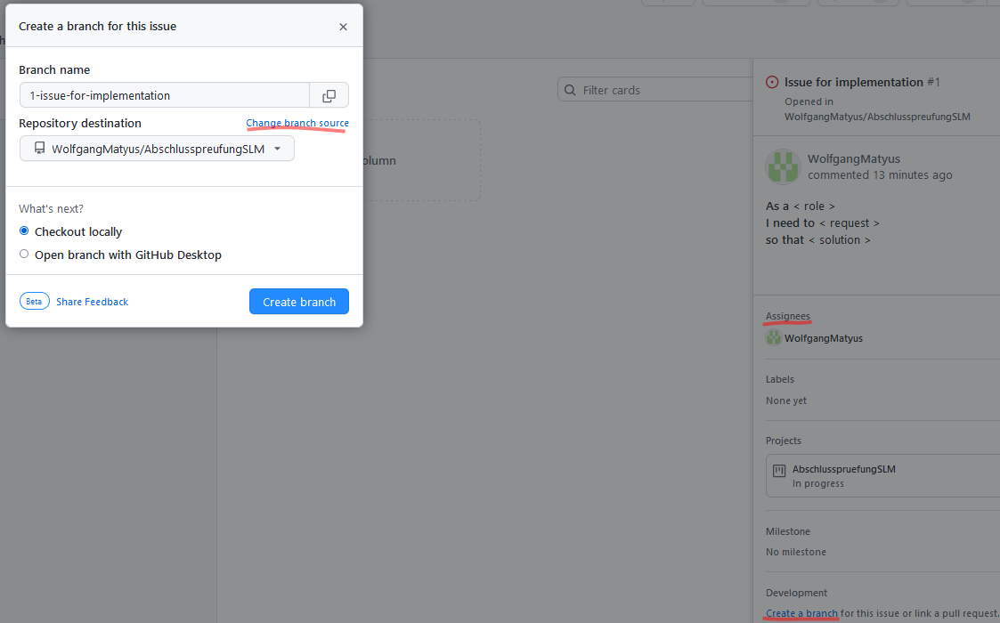 Create a branch for this issue
Branch name
1-issue-for-implementation
Repository destination
Change branch source
WolfgangMatyus/AbschlusspreufungSLM
What's next?
Checkout locally
Open branch with GitHub Desktop
Beta
Share Feedback
Create branch
olumn
Filter cards
Issue for implementation #1
Opened in
WolfgangMatyus/AbschlusspreufungSLM
WolfgangMatyus
commented 13 minutes ago
As a < role >
I need to < request >
so that < solution >
Assignees
WolfgangMatyus
Labels
None yet
Projects
AbschlusspruefungSLM
In progress
Milestone
No milestone
Development
Create a branch for this issue or link a pull request.